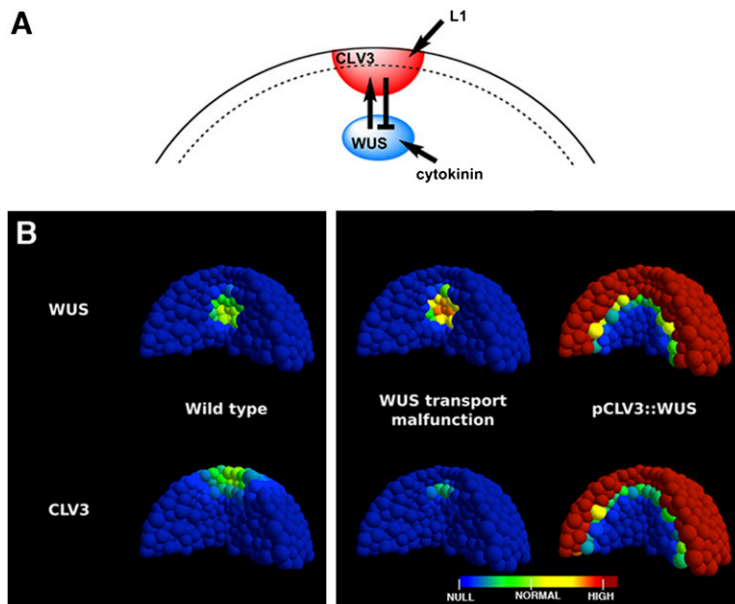 A
L1
CLV3
WUS
cytokinin
B
WUS
Wild type
WUS transport
malfunction
pCLV3::WUS
CLV3
NULL
NORMAL
HIGH